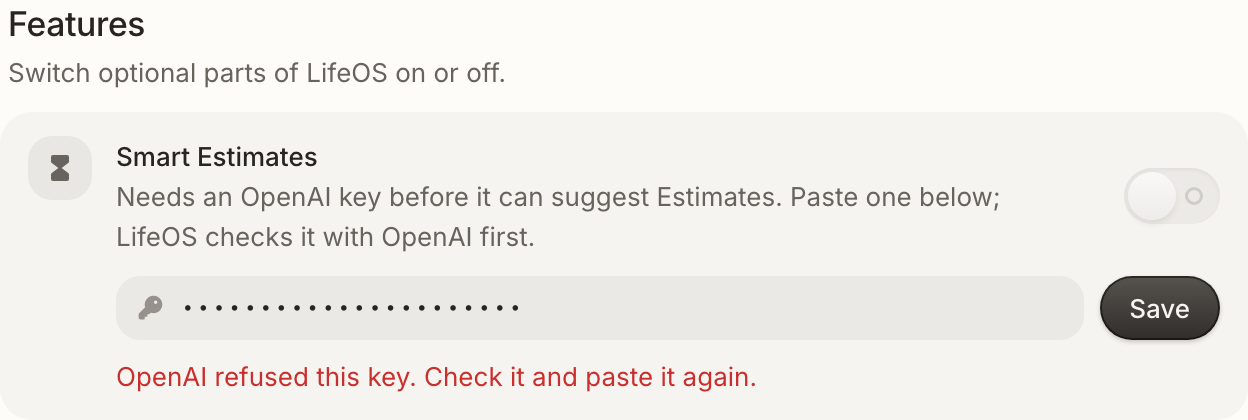 Features
Switch optional parts of LifeOS on or off.
Smart Estimates
Needs an OpenAI key before it can suggest Estimates. Paste one below;
LifeOS checks it with OpenAI first.
••••••••••••••••••••••
Save
OpenAI refused this key. Check it and paste it again.